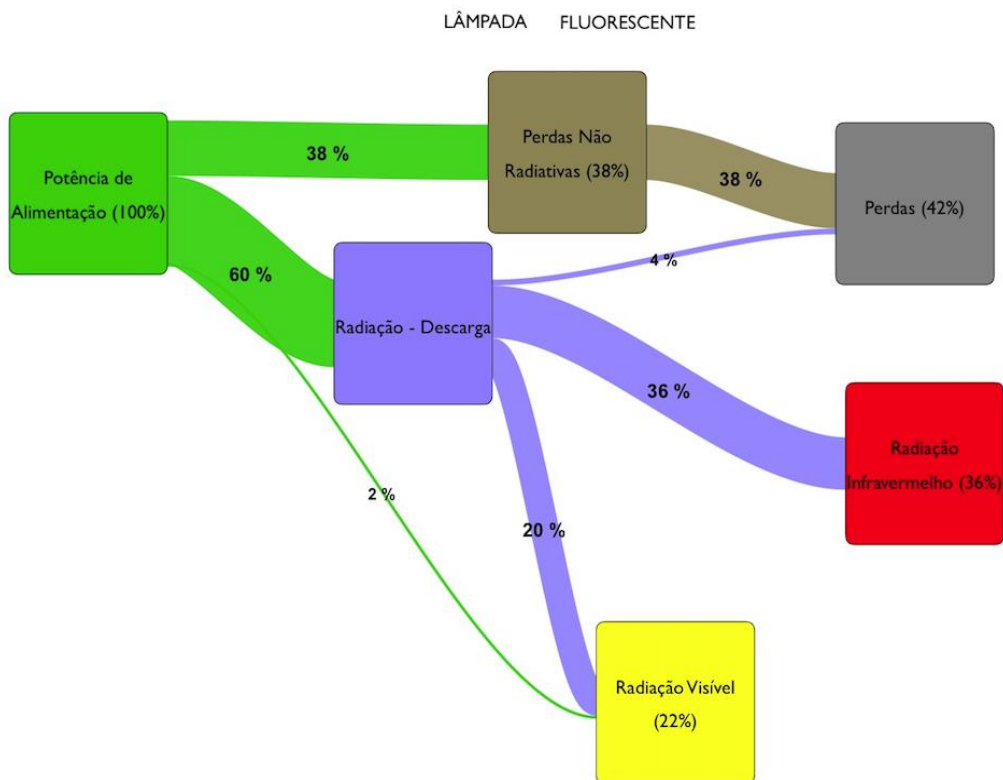 LÂMPADA FLUORESCENTE
Potência de
Alimentação (100%)
38 %
Perdas Não
Radiativas (38%)
38 %
Perdas (42%)
60 %
Radiação - Descarga
4 %
36 %
Radiação
Infravermelho (36%)
2 %
20 %
Radiação Visível
(22%)